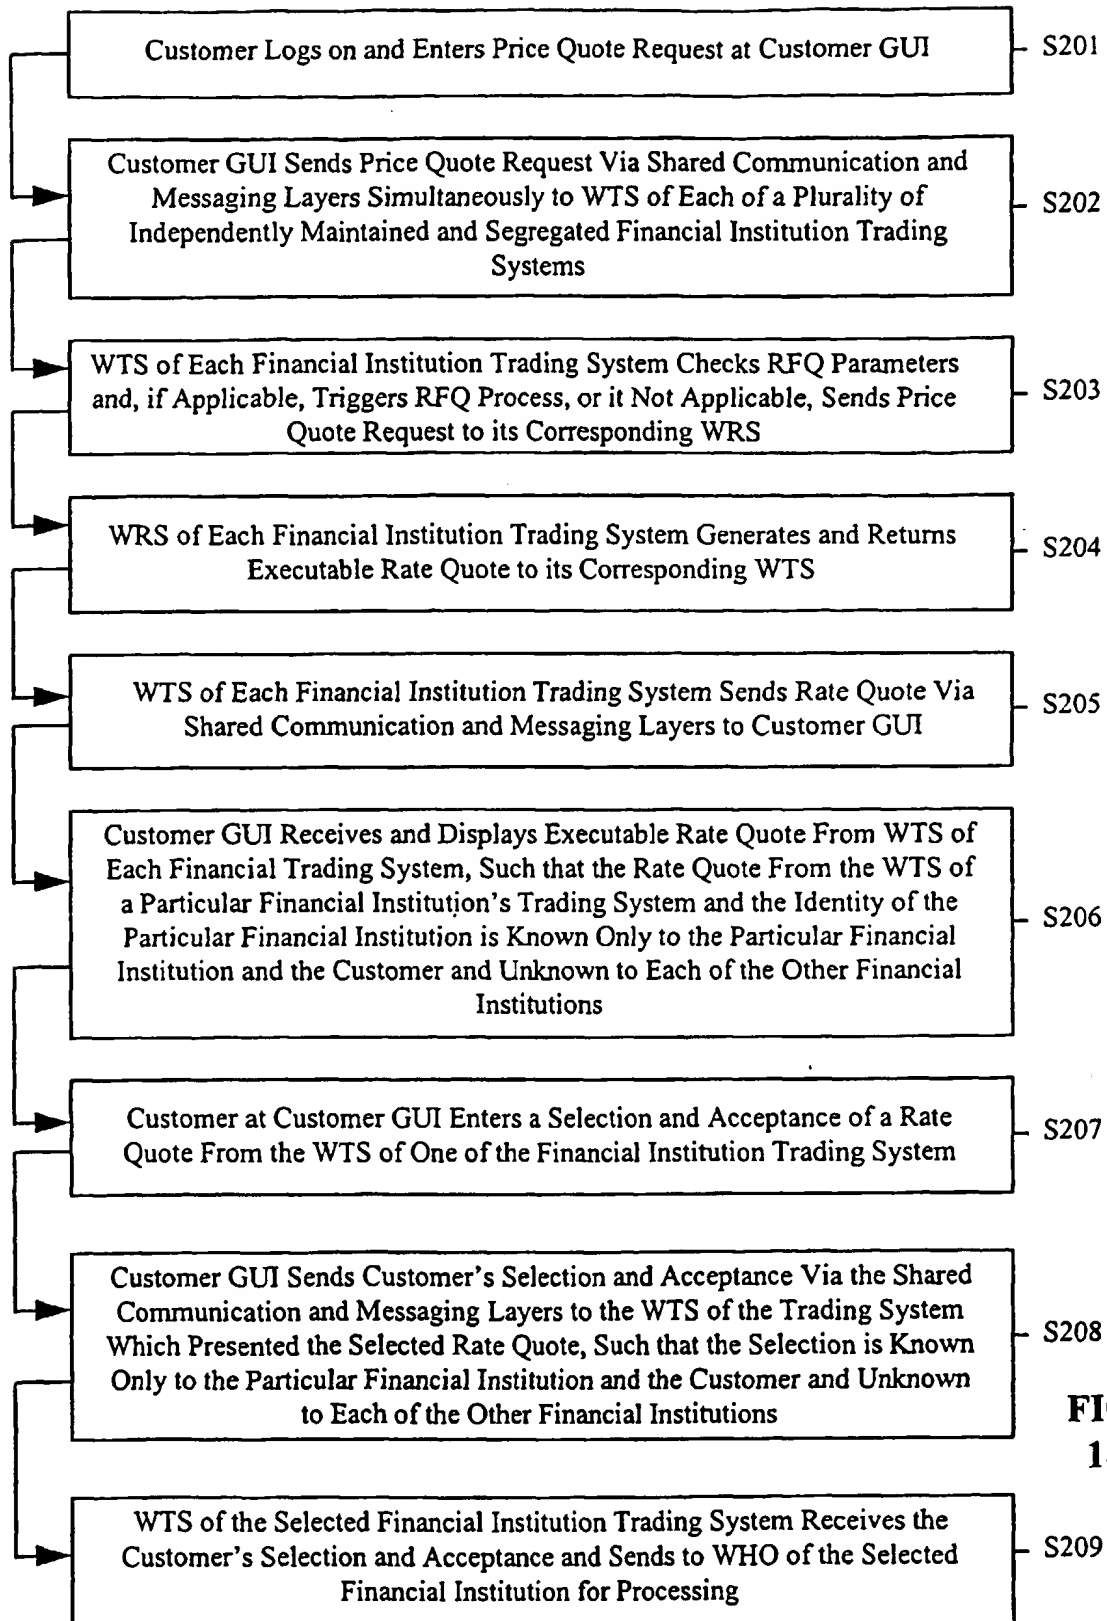 Customer Logs on and Enters Price Quote Request at Customer GUI
S201
Customer GUI Sends Price Quote Request Via Shared Communication and
Messaging Layers Simultaneously to WTS of Each of a Plurality of
Independently Maintained and Segregated Financial Institution Trading
Systems
S202
WTS of Each Financial Institution Trading System Checks RFQ Parameters
and, if Applicable, Triggers RFQ Process, or it Not Applicable, Sends Price
Quote Request to its Corresponding WRS
S203
WRS of Each Financial Institution Trading System Generates and Returns
Executable Rate Quote to its Corresponding WTS
S204
WTS of Each Financial Institution Trading System Sends Rate Quote Via
Shared Communication and Messaging Layers to Customer GUI
S205
Customer GUI Receives and Displays Executable Rate Quote From WTS of
Each Financial Trading System, Such that the Rate Quote From the WTS of
a Particular Financial Institution's Trading System and the Identity of the
Particular Financial Institution is Known Only to the Particular Financial
Institution and the Customer and Unknown to Each of the Other Financial
Institutions
S206
Customer at Customer GUI Enters a Selection and Acceptance of a Rate
Quote From the WTS of One of the Financial Institution Trading System
S207
Customer GUI Sends Customer's Selection and Acceptance Via the Shared
Communication and Messaging Layers to the WTS of the Trading System
Which Presented the Selected Rate Quote, Such that the Selection is Known
Only to the Particular Financial Institution and the Customer and Unknown
to Each of the Other Financial Institutions
S208
WTS of the Selected Financial Institution Trading System Receives the
Customer's Selection and Acceptance and Sends to WHO of the Selected
Financial Institution for Processing
S209